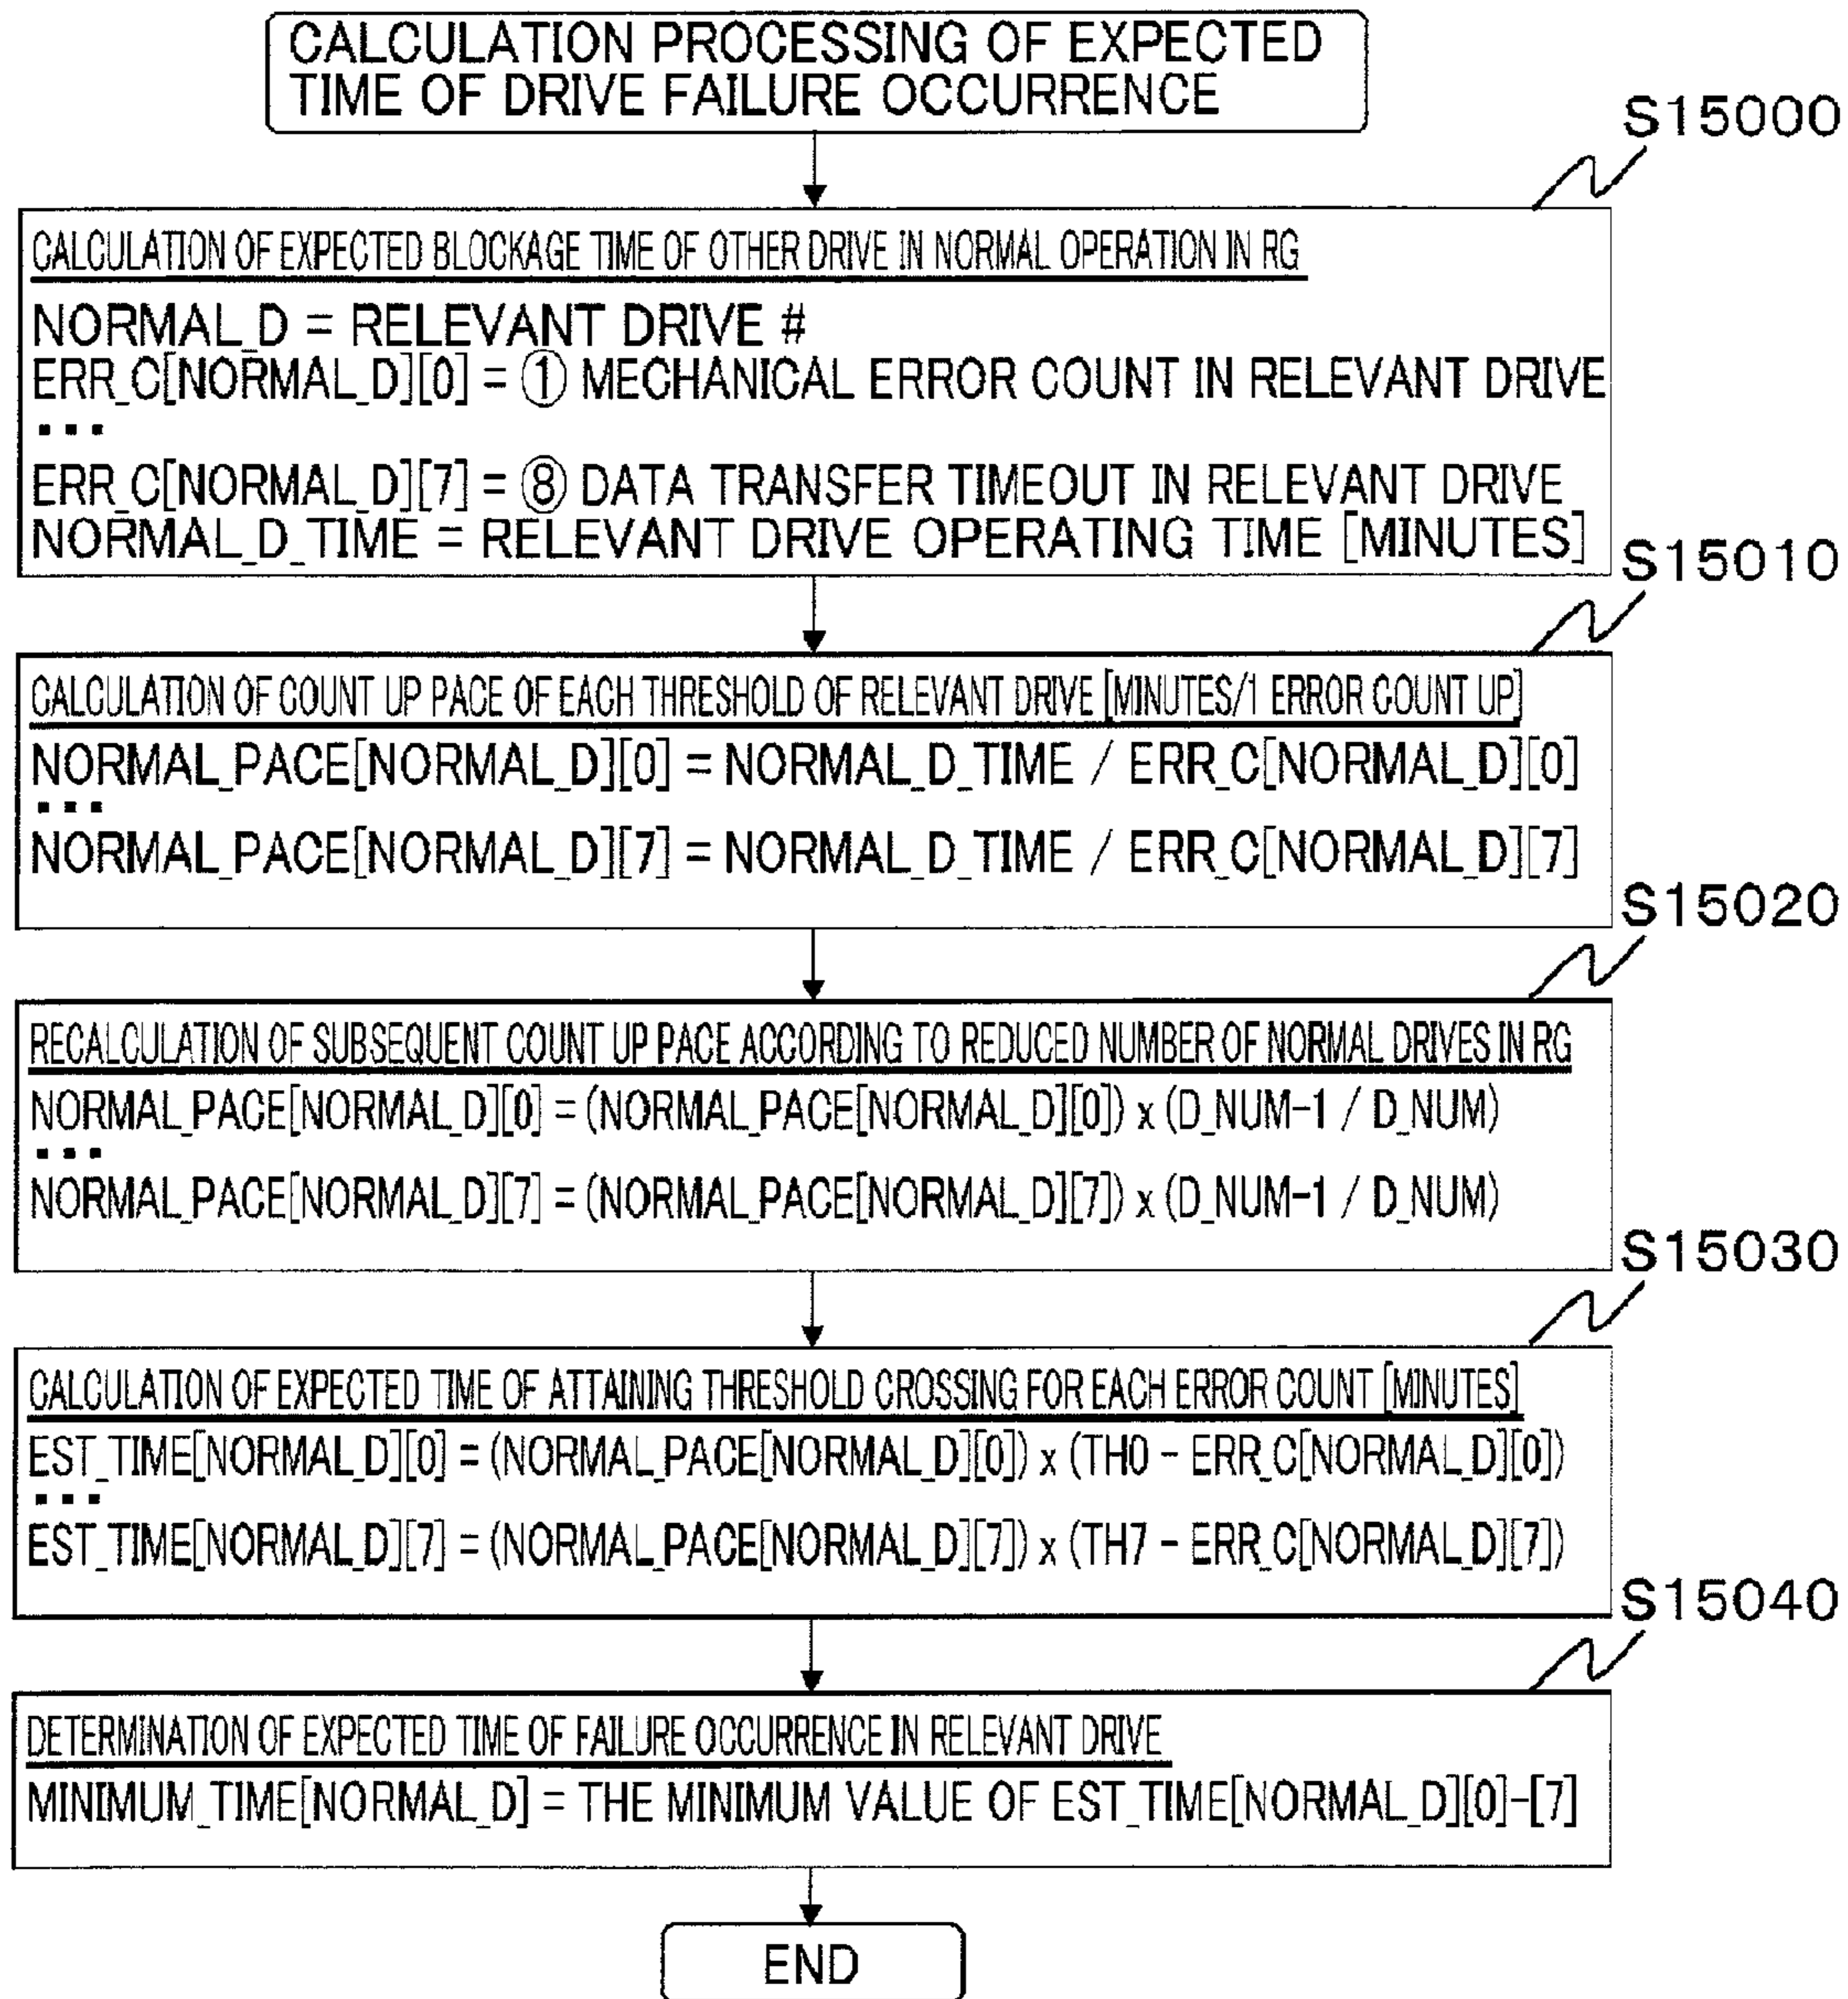 CALCULATION PROCESSING OF EXPECTED
TIME OF DRIVE FAILURE OCCURRENCE
S15000
CALCULATION OF EXPECTED BLOCKAGE TIME OF OTHER DRIVE IN NORMAL OPERATION IN RG
NORMAL_D = RELEVANT DRIVE #
ERR_C[NORMAL_D][0] = ① MECHANICAL ERROR COUNT IN RELEVANT DRIVE
...
ERR_C[NORMAL_D][7] = ⑧ DATA TRANSFER TIMEOUT IN RELEVANT DRIVE
NORMAL_D_TIME = RELEVANT DRIVE OPERATING TIME [MINUTES]
S15010
CALCULATION OF COUNT UP PACE OF EACH THRESHOLD OF RELEVANT DRIVE [MINUTES/1 ERROR COUNT UP]
NORMAL_PACE[NORMAL_D][0] = NORMAL_D_TIME / ERR_C[NORMAL_D][0]
...
NORMAL_PACE[NORMAL_D][7] = NORMAL_D_TIME / ERR_C[NORMAL_D][7]
S15020
RECALCULATION OF SUBSEQUENT COUNT UP PACE ACCORDING TO REDUCED NUMBER OF NORMAL DRIVES IN RG
NORMAL_PACE[NORMAL_D][0] = (NORMAL_PACE[NORMAL_D][0]) x (D_NUM-1 / D_NUM)
...
NORMAL_PACE[NORMAL_D][7] = (NORMAL_PACE[NORMAL_D][7]) x (D_NUM-1 / D_NUM)
S15030
CALCULATION OF EXPECTED TIME OF ATTAINING THRESHOLD CROSSING FOR EACH ERROR COUNT [MINUTES]
EST_TIME[NORMAL_D][0] = (NORMAL_PACE[NORMAL_D][0]) x (TH0 - ERR_C[NORMAL_D][0])
...
EST_TIME[NORMAL_D][7] = (NORMAL_PACE[NORMAL_D][7]) x (TH7 - ERR_C[NORMAL_D][7])
S15040
DETERMINATION OF EXPECTED TIME OF FAILURE OCCURRENCE IN RELEVANT DRIVE
MINIMUM_TIME[NORMAL_D] = THE MINIMUM VALUE OF EST_TIME[NORMAL_D][0]-[7]
END